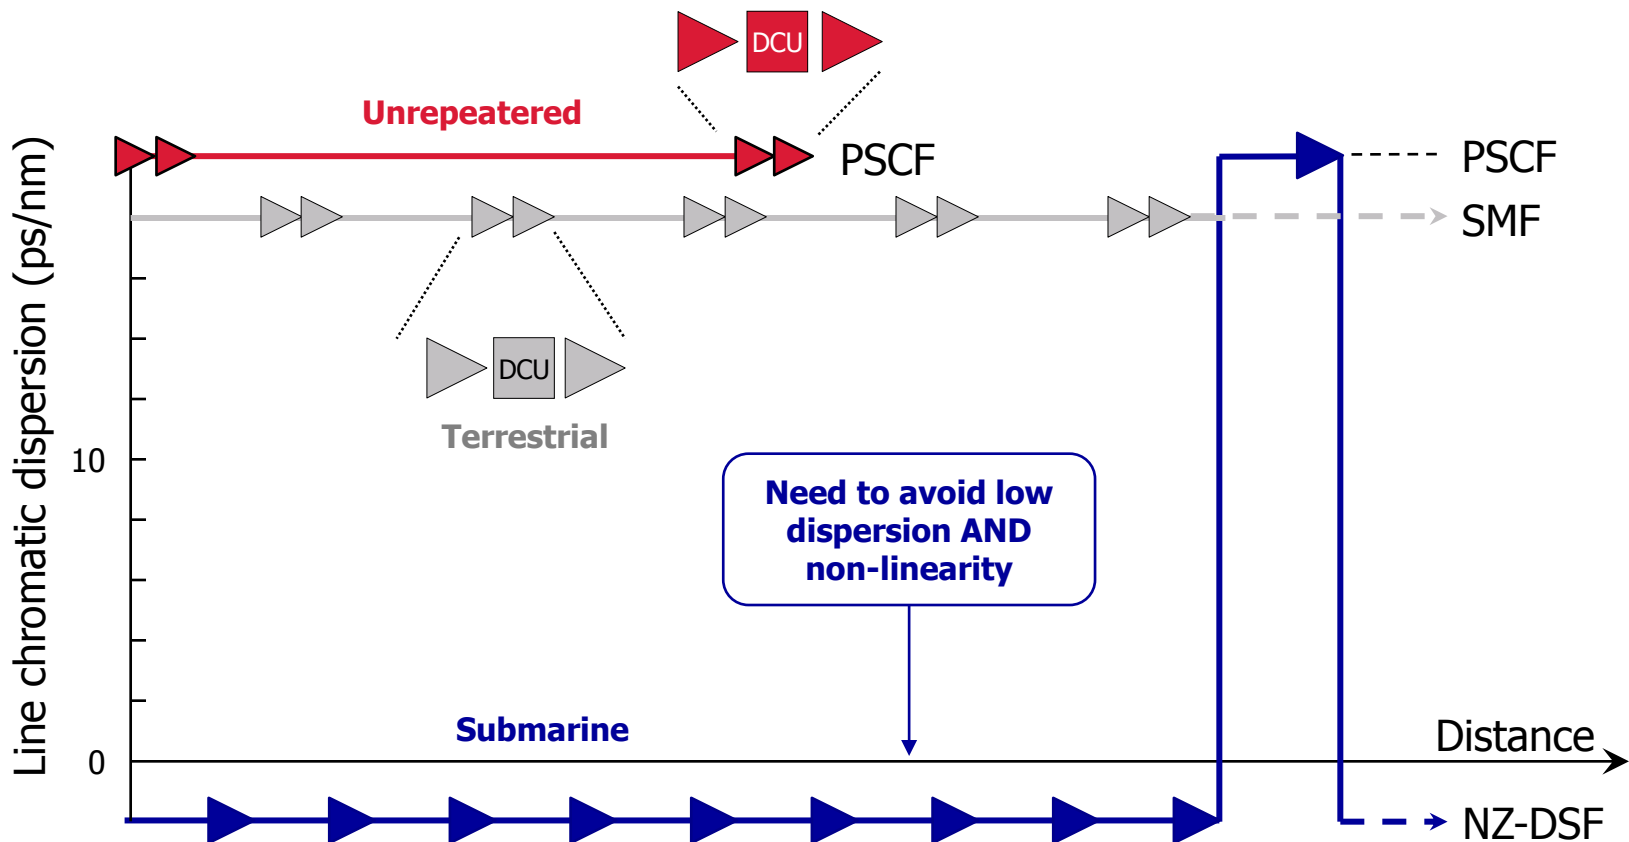 DCU
Unrepeatered
PSCF
PSCF
SMF
DCU
Terrestrial
Line chromatic dispersion (ps/nm)
10
Need to avoid low
dispersion AND
non-linearity
Submarine
Distance
0
NZ-DSF